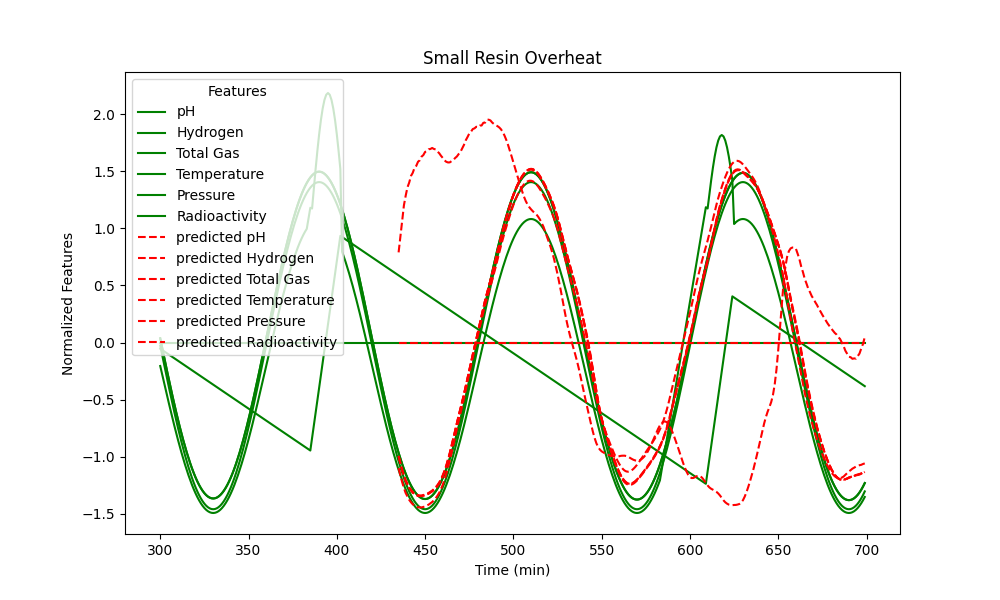 Small Resin Overheat
Features
pH
Hydrogen
Total Gas
Temperature
Pressure
Radioactivity
predicted pH
predicted Hydrogen
predicted Total Gas
predicted Temperature
predicted Pressure
predicted Radioactivity
Normalized Features
2.0
1.5
1.0
0.5
0.0
−0.5
−1.0
−1.5
300 350 400 450 500 550 600 650 700
Time (min)